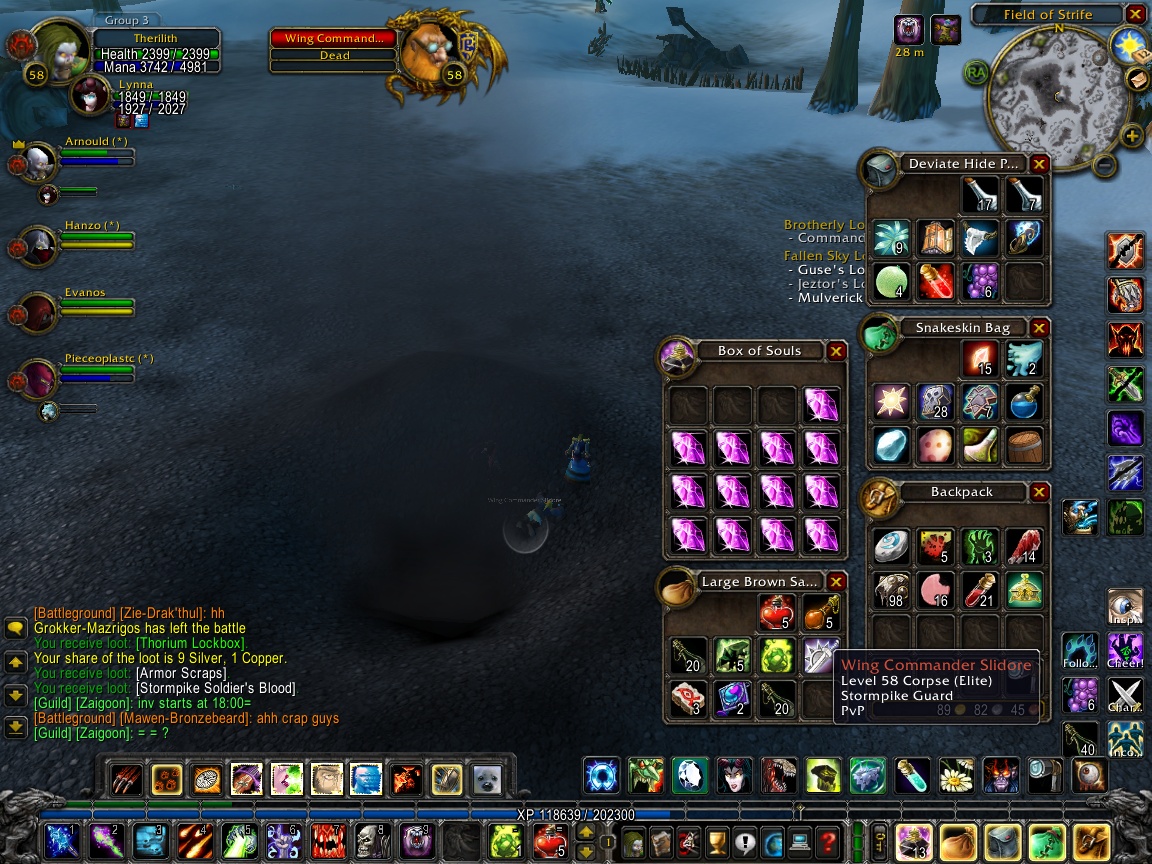 Group 3
Therilith
Health 2399 / 2399
Mana 3742 / 4981
58
Lynna
1849 / 1849
1927 / 2027
Wing Command...
Dead
58
28 m
Field of Strife
N
RA
Arnould (*)
Hanzo (*)
Evanos
Pieceoplastc (*)
Brotherly Lo
- Command
Fallen Sky L
- Guse's Lo
- Jeztor's Lo
- Mulverick
Deviate Hide P...
17 7
9
4 6
Snakeskin Bag
15 2
28 7
Box of Souls
Backpack
5 3 14
98 16 21
Large Brown Sa...
5 5
20 5
3 2 20
Wing Commander Slidore
Wing Commander Slidore
Level 58 Corpse (Elite)
Stormpike Guard
PvP
89 82 45
[Battleground] [Zie-Drak'thul]: hh
Grokker-Mazrigos has left the battle
You receive loot: [Thorium Lockbox].
Your share of the loot is 9 Silver, 1 Copper.
You receive loot: [Armor Scraps].
You receive loot: [Stormpike Soldier's Blood]
[Guild] [Zaigoon]: inv starts at 18:00=
[Battleground] [Mawen-Bronzebeard]: ahh crap guys
[Guild] [Zaigoon]: = = ?
Follo... Cheer!
6 Char...
40 Inco...
XP 118639 / 202300
1 2 3 4 5 6 7 8 9 = 5
1
13